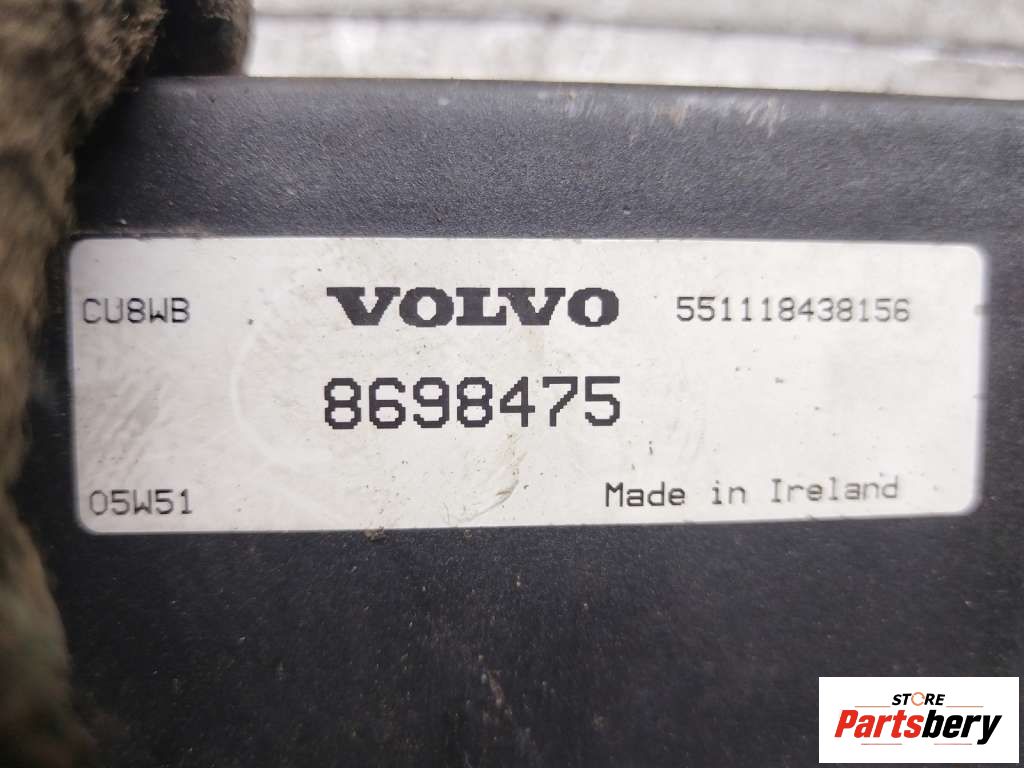 CU8WB VOLVO 551118438156
8698475
05W51 Made in Ireland
STORE
Partsbery